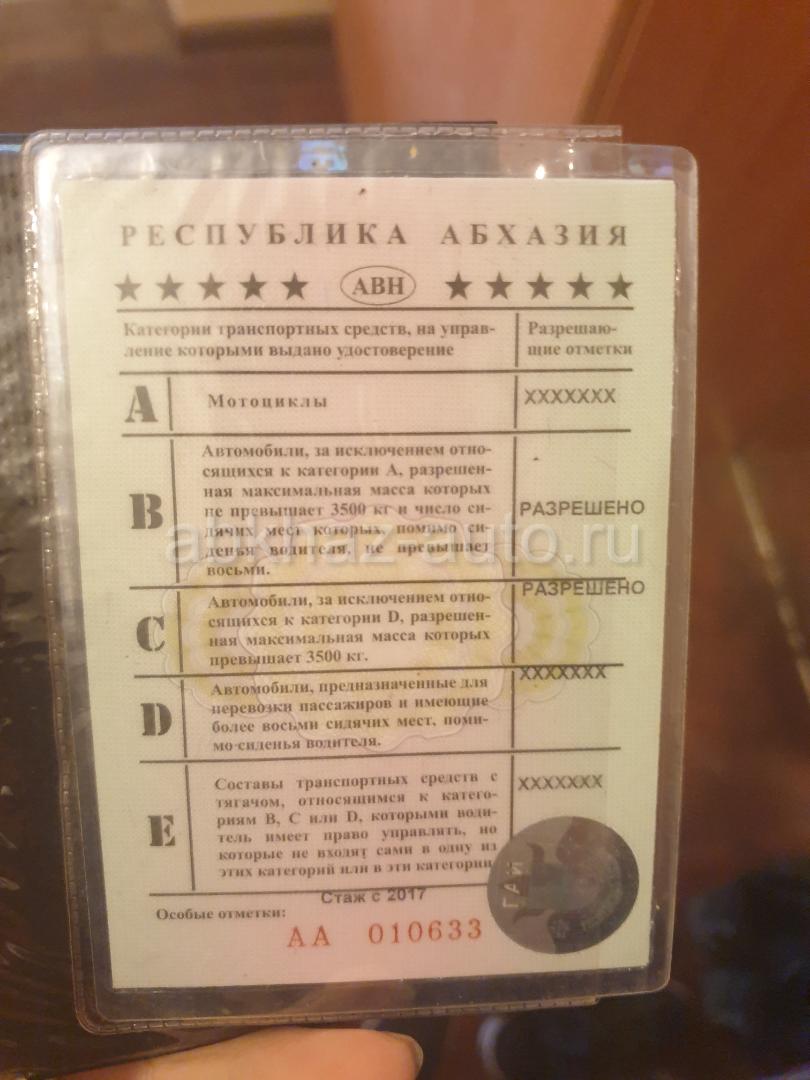 РЕСПУБЛИКА АБХАЗИЯ
★★★★★ АВН ★★★★★
Категории транспортных средств, на управ-
ление которыми выдано удостоверение
Разрешаю-
щие отметки
А
Мотоциклы
XXXXXXX
В
Автомобили, за исключением отно-
сящихся к категории А, разрешен-
ная максимальная масса которых
не превышает 3500 кг и число си-
дячих мест которых, помимо си-
денья водителя, не превышает
восьми.
РАЗРЕШЕНО
abkhaz-auto.ru
С
Автомобили, за исключением отно-
сящихся к категории D, разрешен-
ная максимальная масса которых
превышает 3500 кг.
РАЗРЕШЕНО
D
Автомобили, предназначенные для
перевозки пассажиров и имеющие
более восьми сидячих мест, поми-
мо сиденья водителя.
XXXXXXX
Е
Составы транспортных средств с
тягачом, относящимся к катего-
риям В, С или D, которыми води-
тель имеет право управлять, но
которые не входят сами в одну из
этих категорий или в эти категории
XXXXXXX
ГАИ
Стаж с 2017
Особые отметки:
АА 010633